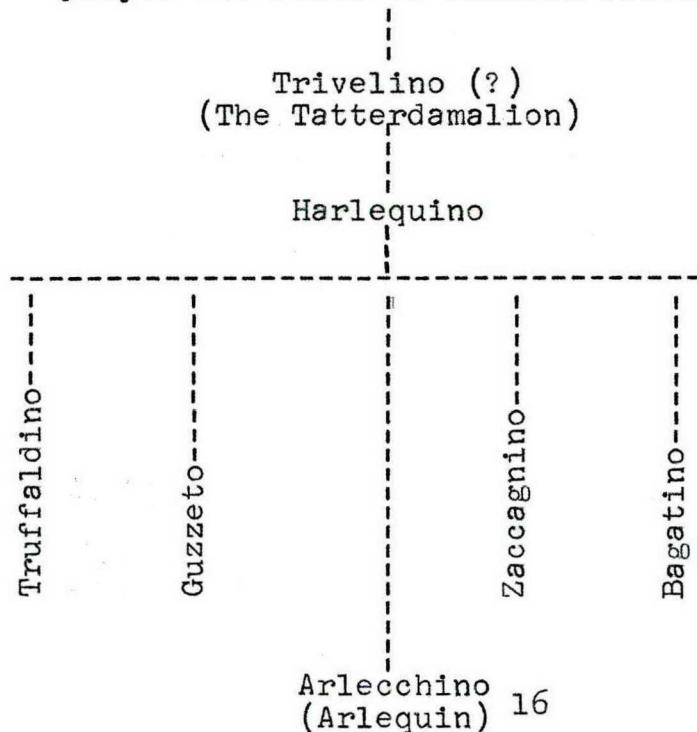 Trivelino (?)
(The Tatterdamalion)
Harlequino
Truffaldino
Guzzeto
Zaccagnino
Bagatino
Arlecchino
(Arlequin) 16